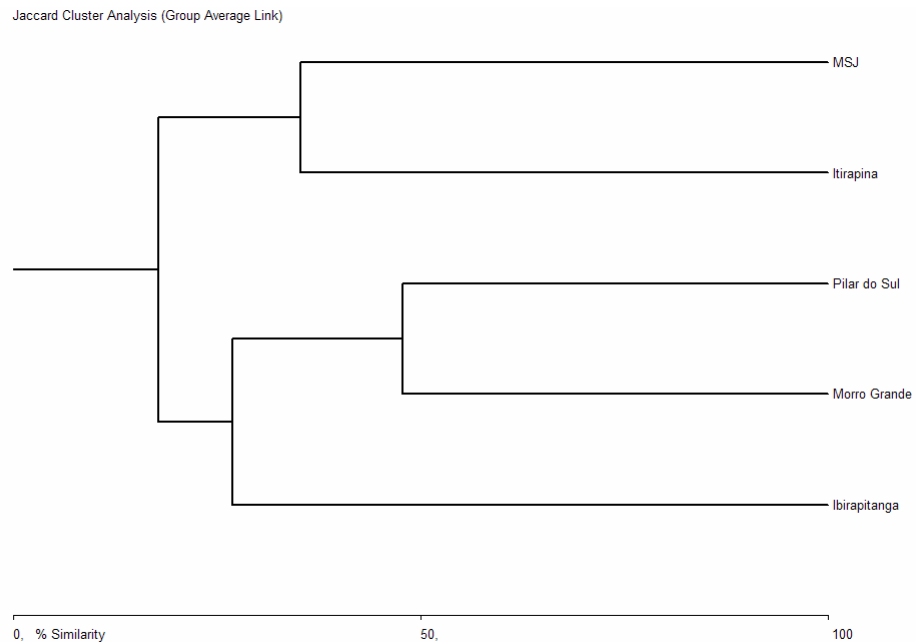 Jaccard Cluster Analysis (Group Average Link)
MSJ
Itirapina
Pilar do Sul
Morro Grande
Ibirapitanga
0, % Similarity 50, 100